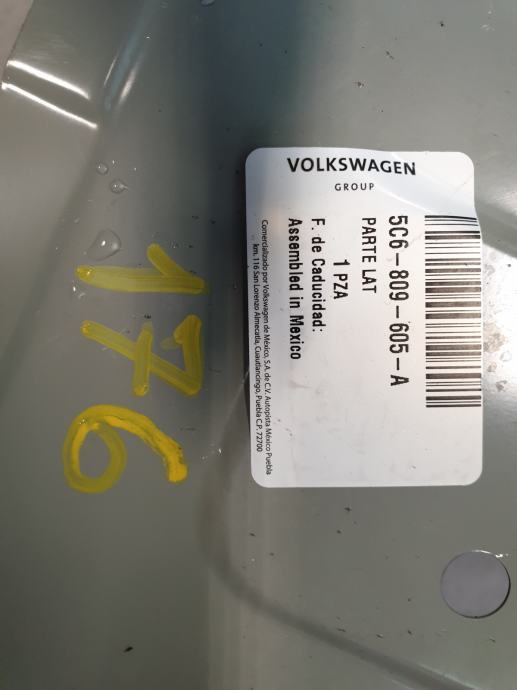 VOLKSWAGEN
GROUP
5C6-809-605-A
PARTE LAT
1 PZA
F. de Caducidad:
Assembled in Mexico
Comercializado por Volkswagen de México, S.A. de C.V. Autopista México Puebla
km. 116 San Lorenzo Almecatla, Cuautlancingo, Puebla C.P. 72700
176